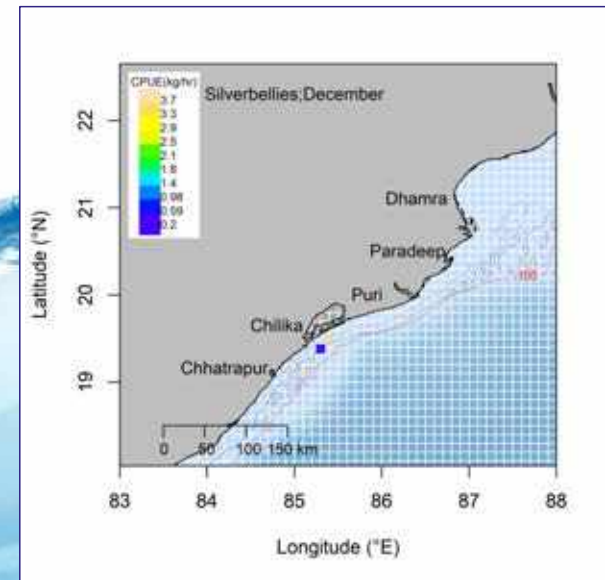 CPUE(kg/hr)
3.7
3.3
2.9
2.5
2.1
1.8
1.4
0.98
0.59
0.2
Silverbellies;December
Dhamra
Paradeep
Puri
Chilika
Chhatrapur
100
0 50 100 150 km
22
21
20
19
Latitude (°N)
83 84 85 86 87 88
Longitude (°E)